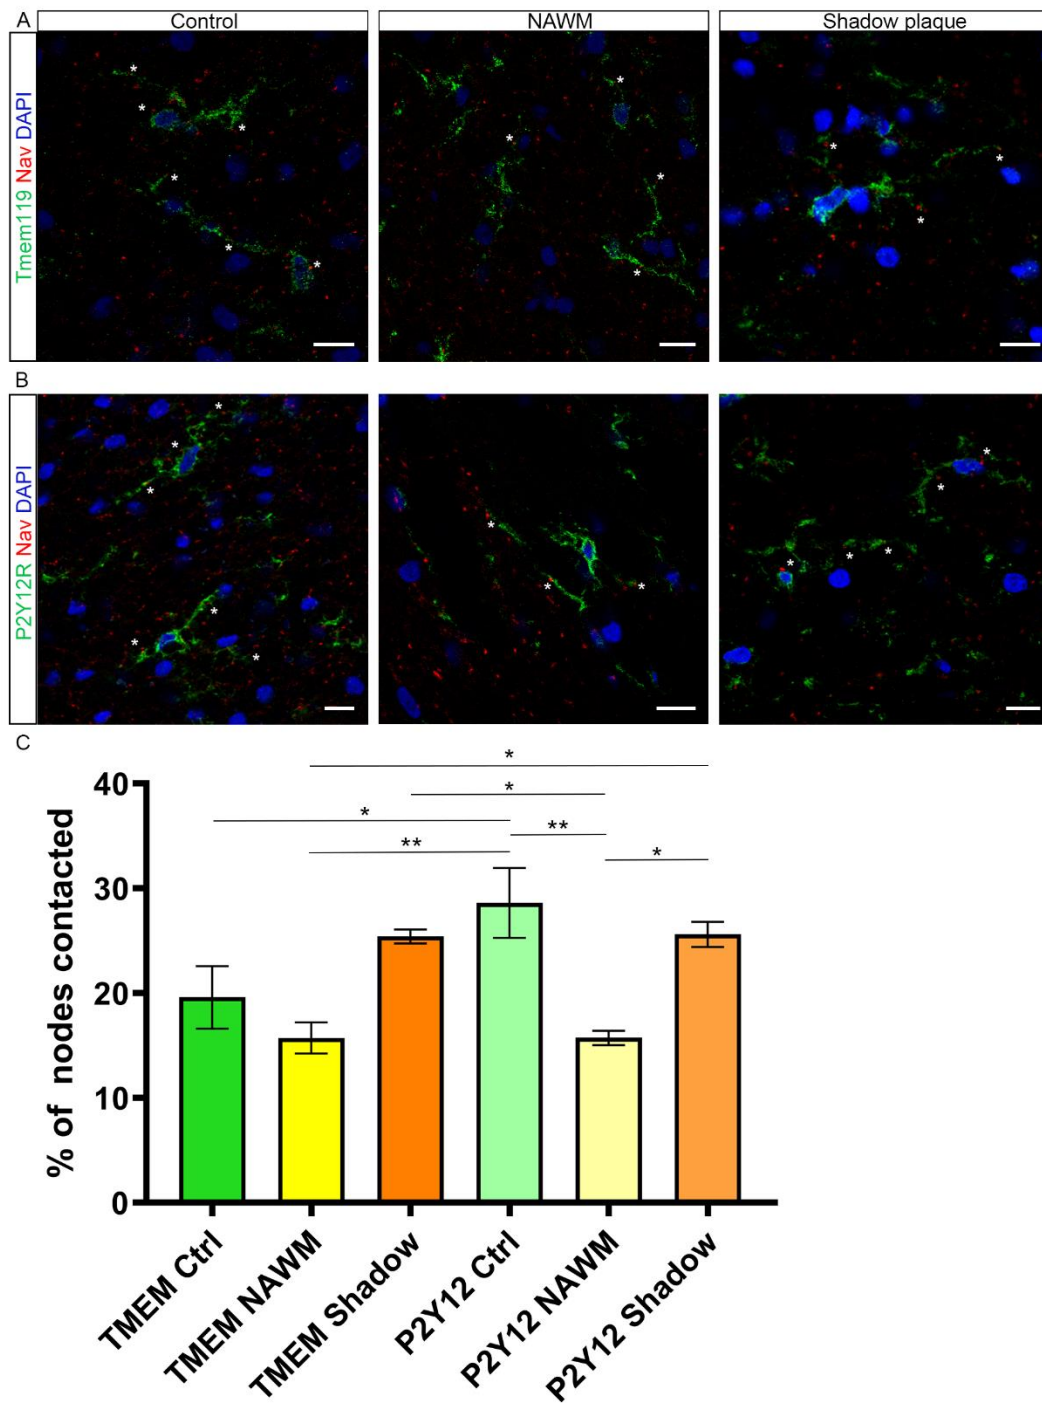 A
Control
NAWM
Shadow plaque
Tmem119 Nav DAPI
* * * * * *
* * * *
* * *
B
P2Y12R Nav DAPI
* * * * * *
* * *
* * * * *
C
*
*
* **
** *
% of nodes contacted
40
30
20
10
0
TMEM Ctrl
TMEM NAWM
TMEM Shadow
P2Y12 Ctrl
P2Y12 NAWM
P2Y12 Shadow